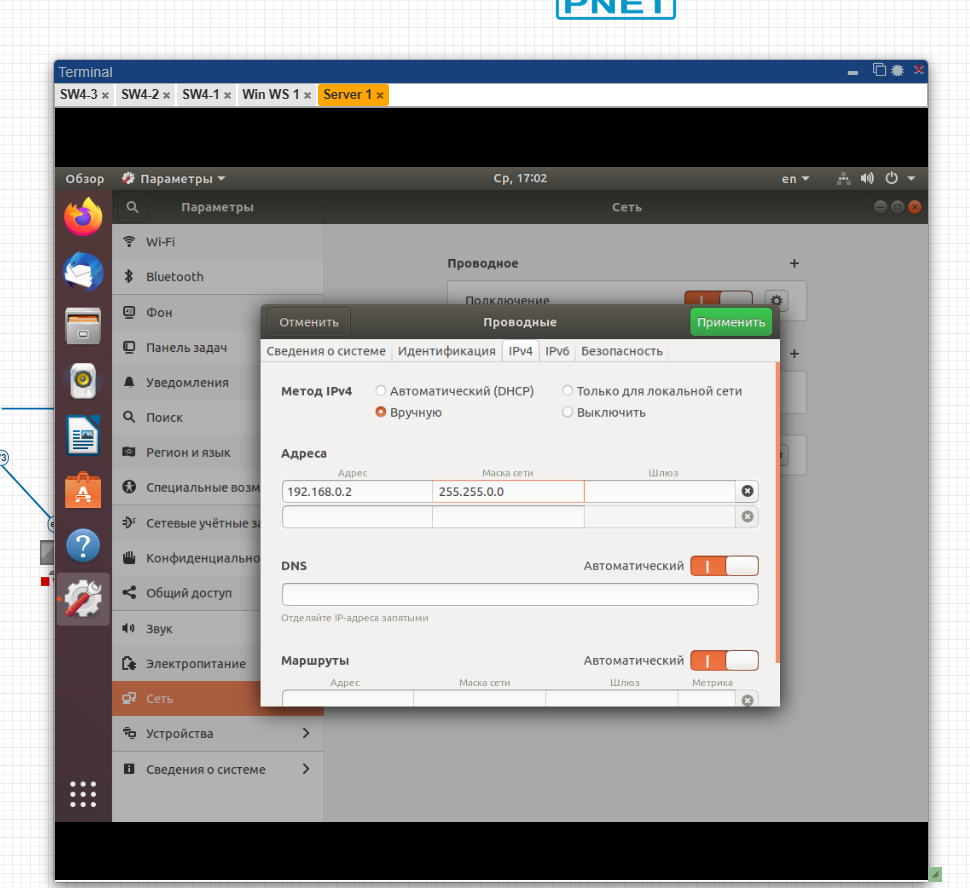 PNET
Terminal
SW4-3 × SW4-2 × SW4-1 × Win WS 1 × Server 1 ×
Обзор Параметры Ср, 17:02 en
Параметры Сеть
Wi-Fi
Bluetooth
Фон
Панель задач
Уведомления
Поиск
Регион и язык
Специальные возм
Сетевые учётные за
Конфиденциально
Общий доступ
Звук
Электропитание
Сеть
Устройства
Сведения о системе
Проводное +
Подключение
+
Отменить Проводные Применить
Сведения о системе Идентификация IPv4 IPv6 Безопасность
Метод IPv4 Автоматический (DHCP) Только для локальной сети
Вручную Выключить
Адреса
Адрес Маска сети Шлюз
192.168.0.2 255.255.0.0
DNS Автоматический
Отделяйте IP-адреса запятыми
Маршруты Автоматический
Адрес Маска сети Шлюз Метрика